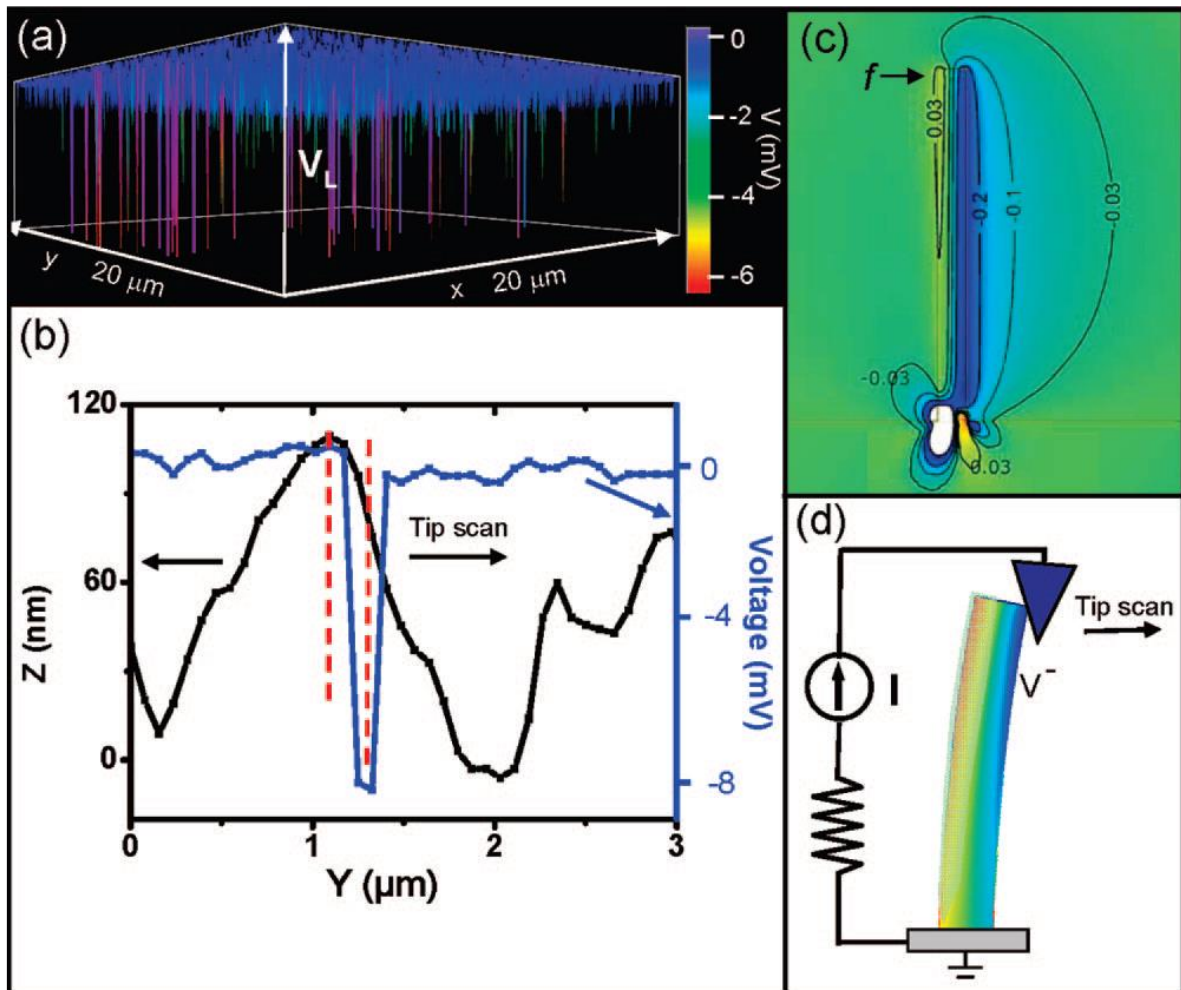 (a)
V_L
y 20 μm
x 20 μm
0
-2
-4
-6
V (mV)
(b)
120
60
0
Z (nm)
0
1
2
3
Y (μm)
0
-4
-8
Voltage (mV)
Tip scan
(c)
f
0.03
-0.2
-0.1
-0.03
-0.03
0.03
(d)
Tip scan
V⁻
I